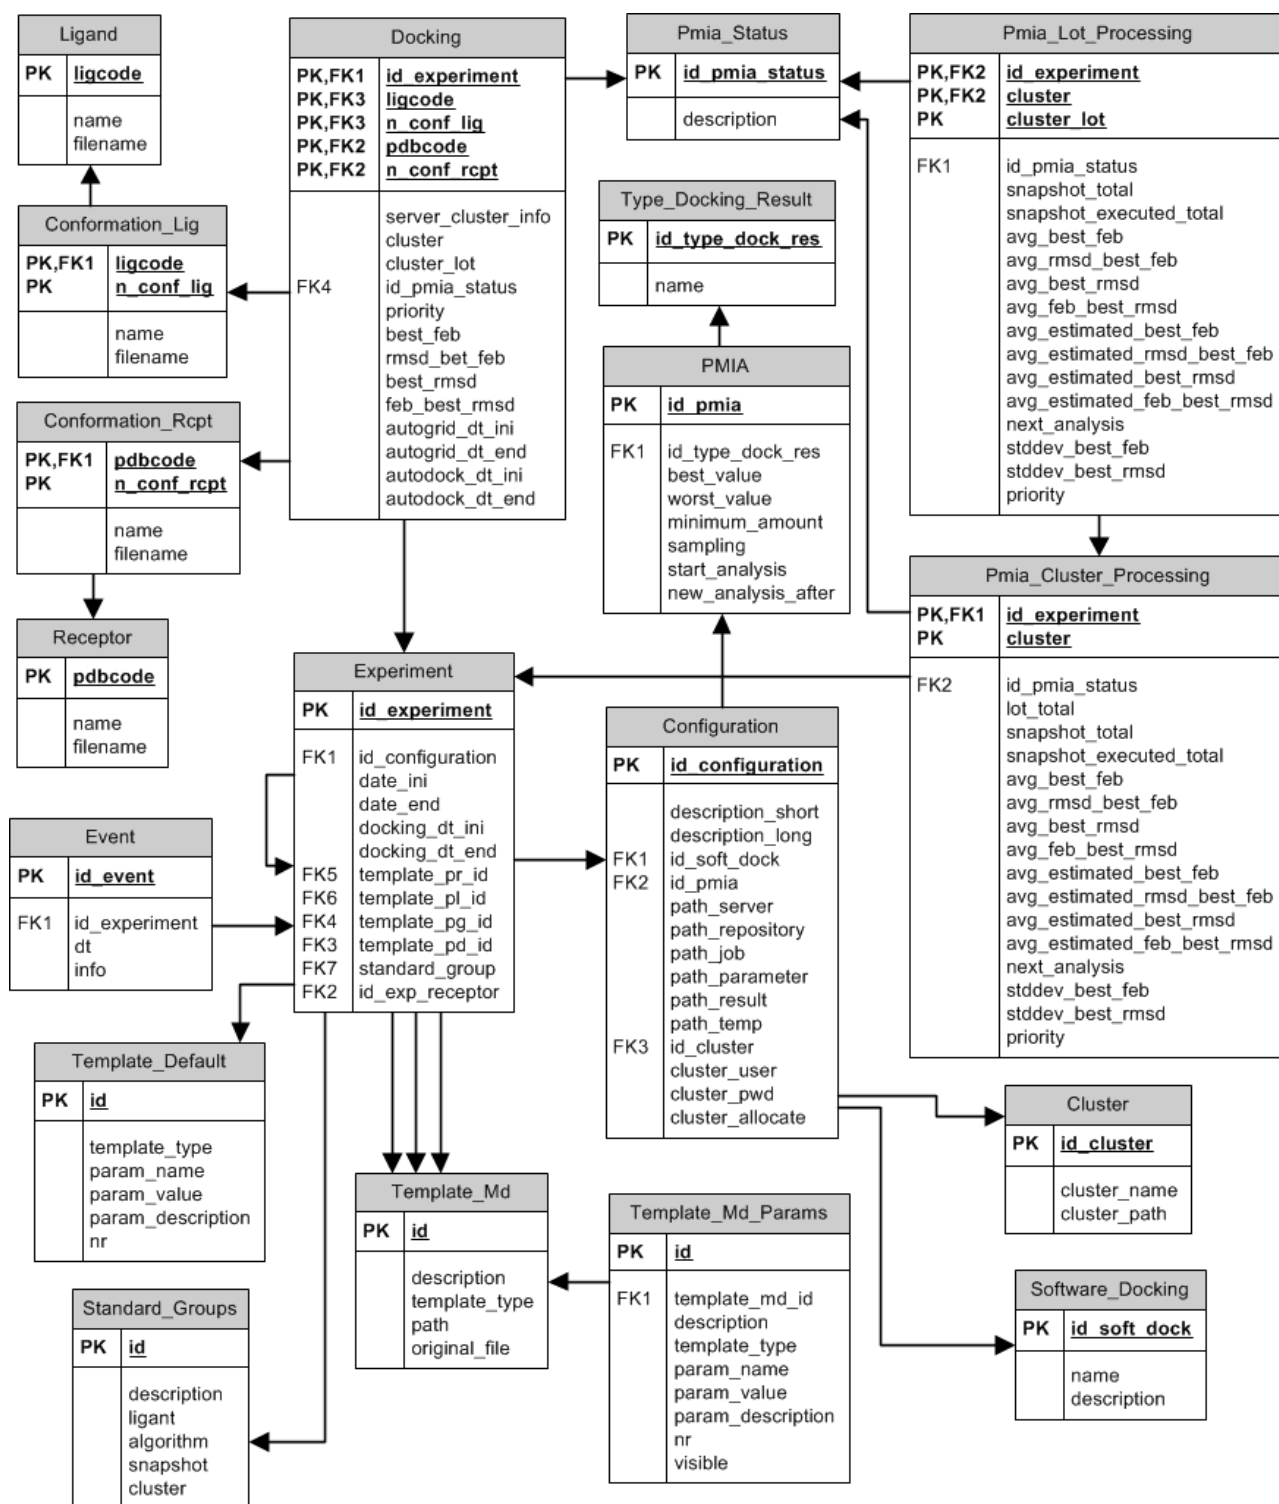 Ligand
PK ligcode
name
filename
Conformation_Lig
PK,FK1 ligcode
PK n_conf_lig
name
filename
Conformation_Rcpt
PK,FK1 pdbcode
PK n_conf_rcpt
name
filename
Receptor
PK pdbcode
name
filename
Event
PK id_event
FK1 id_experiment
dt
info
Docking
PK,FK1 id_experiment
PK,FK3 ligcode
PK,FK3 n_conf_lig
PK,FK2 pdbcode
PK,FK2 n_conf_rcpt
server_cluster_info
cluster
cluster_lot
FK4 id_pmia_status
priority
best_feb
rmsd_bet_feb
best_rmsd
feb_best_rmsd
autogrid_dt_ini
autogrid_dt_end
autodock_dt_ini
autodock_dt_end
Experiment
PK id_experiment
FK1 id_configuration
date_ini
date_end
docking_dt_ini
docking_dt_end
FK5 template_pr_id
FK6 template_pl_id
FK4 template_pg_id
FK3 template_pd_id
FK7 standard_group
FK2 id_exp_receptor
Template_Default
PK id
template_type
param_name
param_value
param_description
nr
Standard_Groups
PK id
description
ligant
algorithm
snapshot
cluster
Template_Md
PK id
description
template_type
path
original_file
Template_Md_Params
PK id
FK1 template_md_id
description
template_type
param_name
param_value
param_description
nr
visible
Pmia_Status
PK id_pmia_status
description
Type_Docking_Result
PK id_type_dock_res
name
PMIA
PK id_pmia
FK1 id_type_dock_res
best_value
worst_value
minimum_amount
sampling
start_analysis
new_analysis_after
Configuration
PK id_configuration
description_short
description_long
FK1 id_soft_dock
FK2 id_pmia
path_server
path_repository
path_job
path_parameter
path_result
path_temp
FK3 id_cluster
cluster_user
cluster_pwd
cluster_allocate
Pmia_Lot_Processing
PK,FK2 id_experiment
PK,FK2 cluster
PK cluster_lot
FK1 id_pmia_status
snapshot_total
snapshot_executed_total
avg_best_feb
avg_rmsd_best_feb
avg_best_rmsd
avg_feb_best_rmsd
avg_estimated_best_feb
avg_estimated_rmsd_best_feb
avg_estimated_best_rmsd
avg_estimated_feb_best_rmsd
next_analysis
stddev_best_feb
stddev_best_rmsd
priority
Pmia_Cluster_Processing
PK,FK1 id_experiment
PK cluster
FK2 id_pmia_status
lot_total
snapshot_total
snapshot_executed_total
avg_best_feb
avg_rmsd_best_feb
avg_best_rmsd
avg_feb_best_rmsd
avg_estimated_best_feb
avg_estimated_rmsd_best_feb
avg_estimated_best_rmsd
avg_estimated_feb_best_rmsd
next_analysis
stddev_best_feb
stddev_best_rmsd
priority
Cluster
PK id_cluster
cluster_name
cluster_path
Software_Docking
PK id_soft_dock
name
description